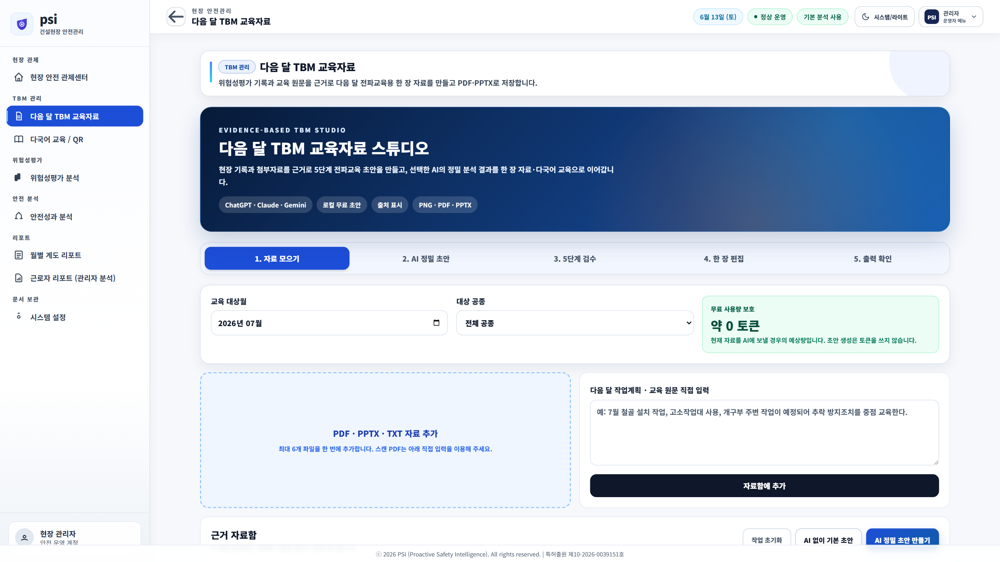 psi
건설현장 안전관리
현장 관제
현장 안전 관제센터
TBM 관리
다음 달 TBM 교육자료
다국어 교육 / QR
위험성평가
위험성평가 분석
안전 분석
안전성과 분석
리포트
월별 계도 리포트
근로자 리포트 (관리자 분석)
문서 보관
시스템 설정
현장 관리자
안전 운영 계정
현장 안전관리
다음 달 TBM 교육자료
6월 13일 (토)
정상 운영
기본 분석 사용
시스템/라이트
PSI
관리자
운영자 메뉴
TBM 관리
다음 달 TBM 교육자료
위험성평가 기록과 교육 원문을 근거로 다음 달 전파교육용 한 장 자료를 만들고 PDF·PPTX로 저장합니다.
EVIDENCE-BASED TBM STUDIO
다음 달 TBM 교육자료 스튜디오
현장 기록과 첨부자료를 근거로 5단계 전파교육 초안을 만들고, 선택한 AI의 정밀 분석 결과를 한 장 자료·다국어 교육으로 이어갑니
다.
ChatGPT · Claude · Gemini
로컬 무료 초안
출처 표시
PNG · PDF · PPTX
1. 자료 모으기
2. AI 정밀 초안
3. 5단계 검수
4. 한 장 편집
5. 출력 확인
교육 대상월
2026년 07월
대상 공종
전체 공종
무료 사용량 보호
약 0 토큰
현재 자료를 AI에 보낼 경우의 예상량입니다. 초안 생성은 토큰을 쓰지 않습니다.
PDF · PPTX · TXT 자료 추가
최대 6개 파일을 한 번에 추가합니다. 스캔 PDF는 아래 직접 입력을 이용해 주세요.
다음 달 작업계획 · 교육 원문 직접 입력
예: 7월 철골 설치 작업, 고소작업대 사용, 개구부 주변 작업이 예정되어 추락 방지조치를 중점 교육한다.
자료함에 추가
근거 자료함
작업 초기화
AI 없이 기본 초안
AI 정밀 초안 만들기
ⓒ 2026 PSI (Proactive Safety Intelligence). All rights reserved. | 특허출원 제10-2026-0039151호